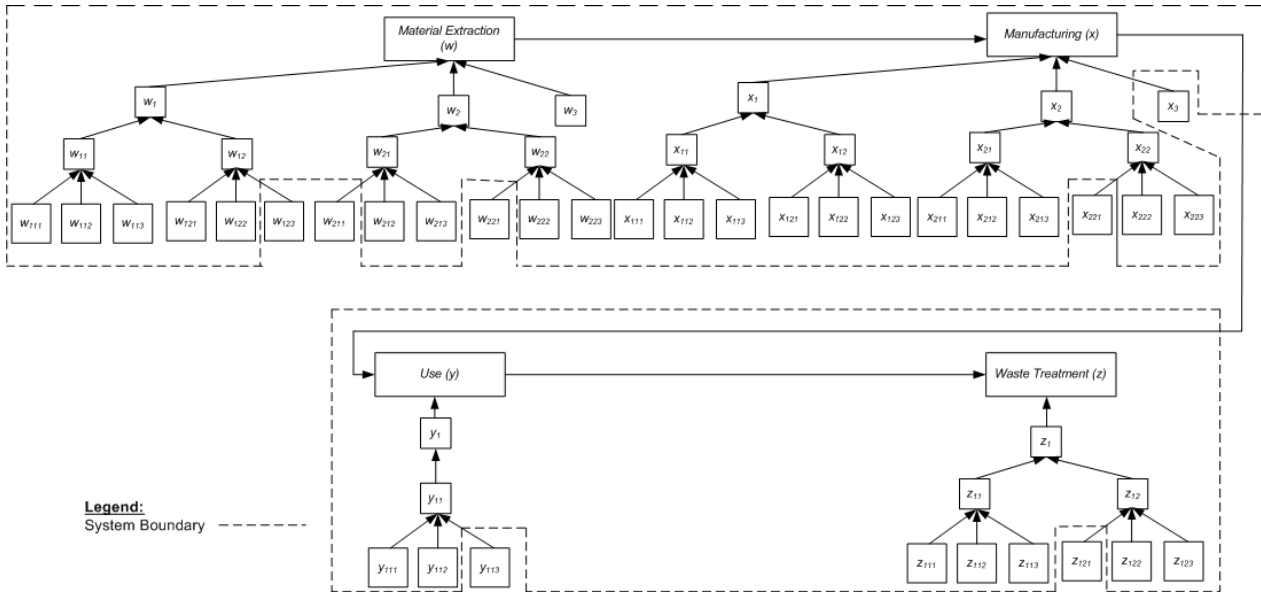 Material Extraction
(w)
Manufacturing (x)
w1 w2 w3 x1 x2 x3
w11 w12 w21 w22 x11 x12 x21 x22
w111 w112 w113 w121 w122 w123 w211 w212 w213 w221 w222 w223 x111 x112 x113 x121 x122 x123 x211 x212 x213 x221 x222 x223
Use (y)
Waste Treatment (z)
y1 z1
y11 z11 z12
y111 y112 y113 z111 z112 z113 z121 z122 z123
Legend:
System Boundary